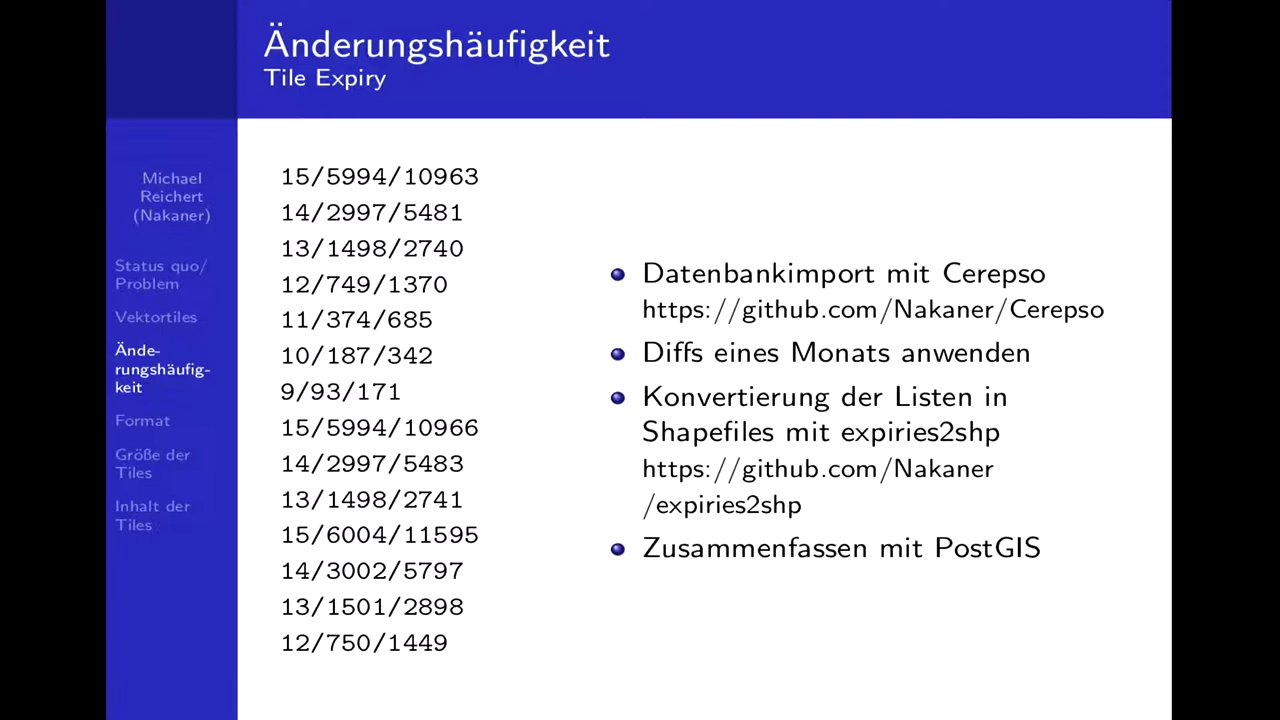 Änderungshäufigkeit
Tile Expiry
Michael
Reichert
(Nakaner)
Status quo/
Problem
Vektortiles
Ände-
rungshäufig-
keit
Format
Größe der
Tiles
Inhalt der
Tiles
15/5994/10963
14/2997/5481
13/1498/2740
12/749/1370
11/374/685
10/187/342
9/93/171
15/5994/10966
14/2997/5483
13/1498/2741
15/6004/11595
14/3002/5797
13/1501/2898
12/750/1449
Datenbankimport mit Cerepso
https://github.com/Nakaner/Cerepso
Diffs eines Monats anwenden
Konvertierung der Listen in
Shapefiles mit expiries2shp
https://github.com/Nakaner
/expiries2shp
Zusammenfassen mit PostGIS